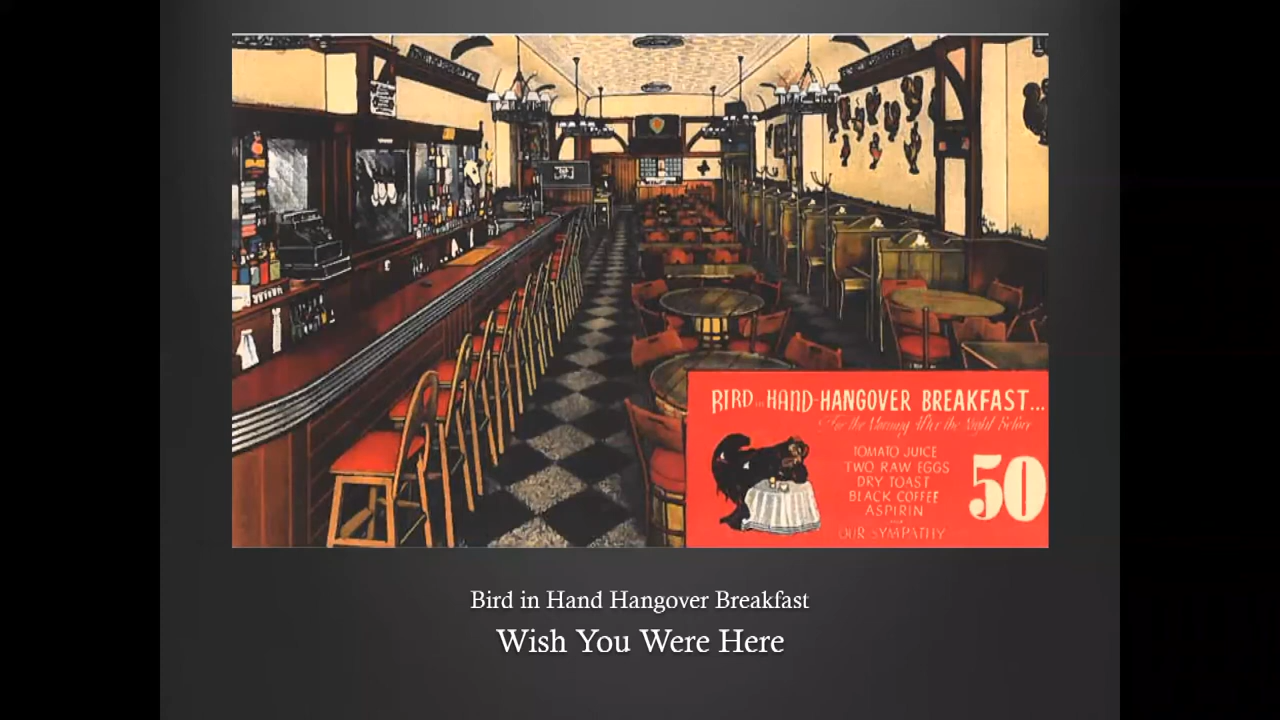 BIRD IN HAND HANGOVER BREAKFAST...
For the Morning After the Night Before
TOMATO JUICE
TWO RAW EGGS
DRY TOAST
BLACK COFFEE
ASPIRIN
OUR SYMPATHY
50
Bird in Hand Hangover Breakfast
Wish You Were Here